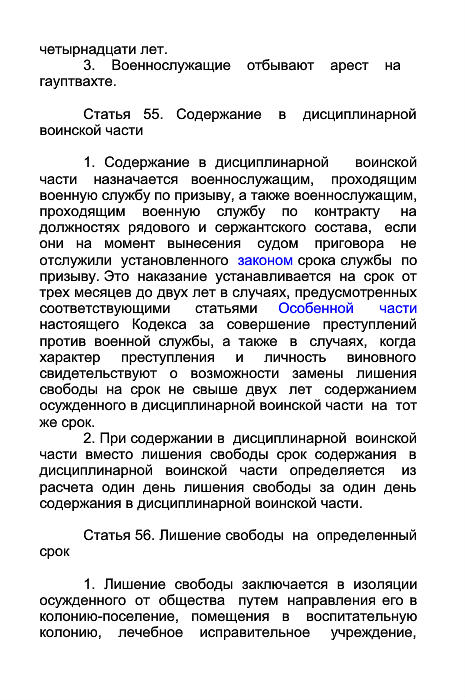 четырнадцати лет.
3. Военнослужащие отбывают арест на
гауптвахте.
Статья 55. Содержание в дисциплинарной
воинской части
1. Содержание в дисциплинарной воинской
части назначается военнослужащим, проходящим
военную службу по призыву, а также военнослужащим,
проходящим военную службу по контракту на
должностях рядового и сержантского состава, если
они на момент вынесения судом приговора не
отслужили установленного законом срока службы по
призыву. Это наказание устанавливается на срок от
трех месяцев до двух лет в случаях, предусмотренных
соответствующими статьями Особенной части
настоящего Кодекса за совершение преступлений
против военной службы, а также в случаях, когда
характер преступления и личность виновного
свидетельствуют о возможности замены лишения
свободы на срок не свыше двух лет содержанием
осужденного в дисциплинарной воинской части на тот
же срок.
2. При содержании в дисциплинарной воинской
части вместо лишения свободы срок содержания в
дисциплинарной воинской части определяется из
расчета один день лишения свободы за один день
содержания в дисциплинарной воинской части.
Статья 56. Лишение свободы на определенный
срок
1. Лишение свободы заключается в изоляции
осужденного от общества путем направления его в
колонию-поселение, помещения в воспитательную
колонию, лечебное исправительное учреждение,